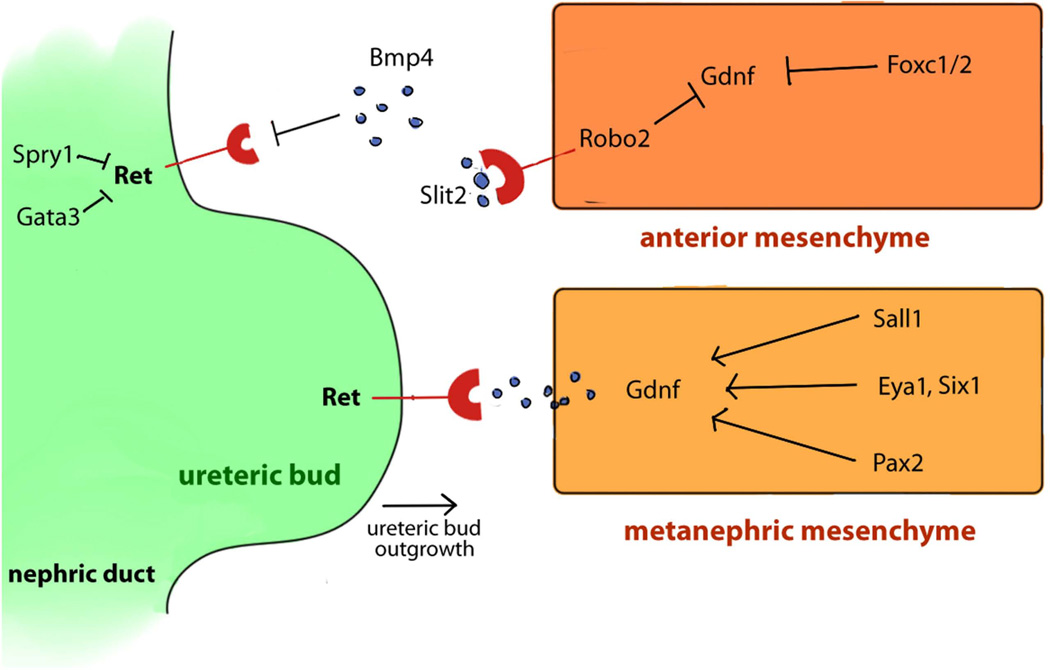 Bmp4
Gdnf
Foxc1/2
Robo2
Spry1
Ret
Slit2
Gata3
anterior mesenchyme
Sall1
Ret
Gdnf
Eya1, Six1
Pax2
ureteric bud
ureteric bud
outgrowth
metanephric mesenchyme
nephric duct